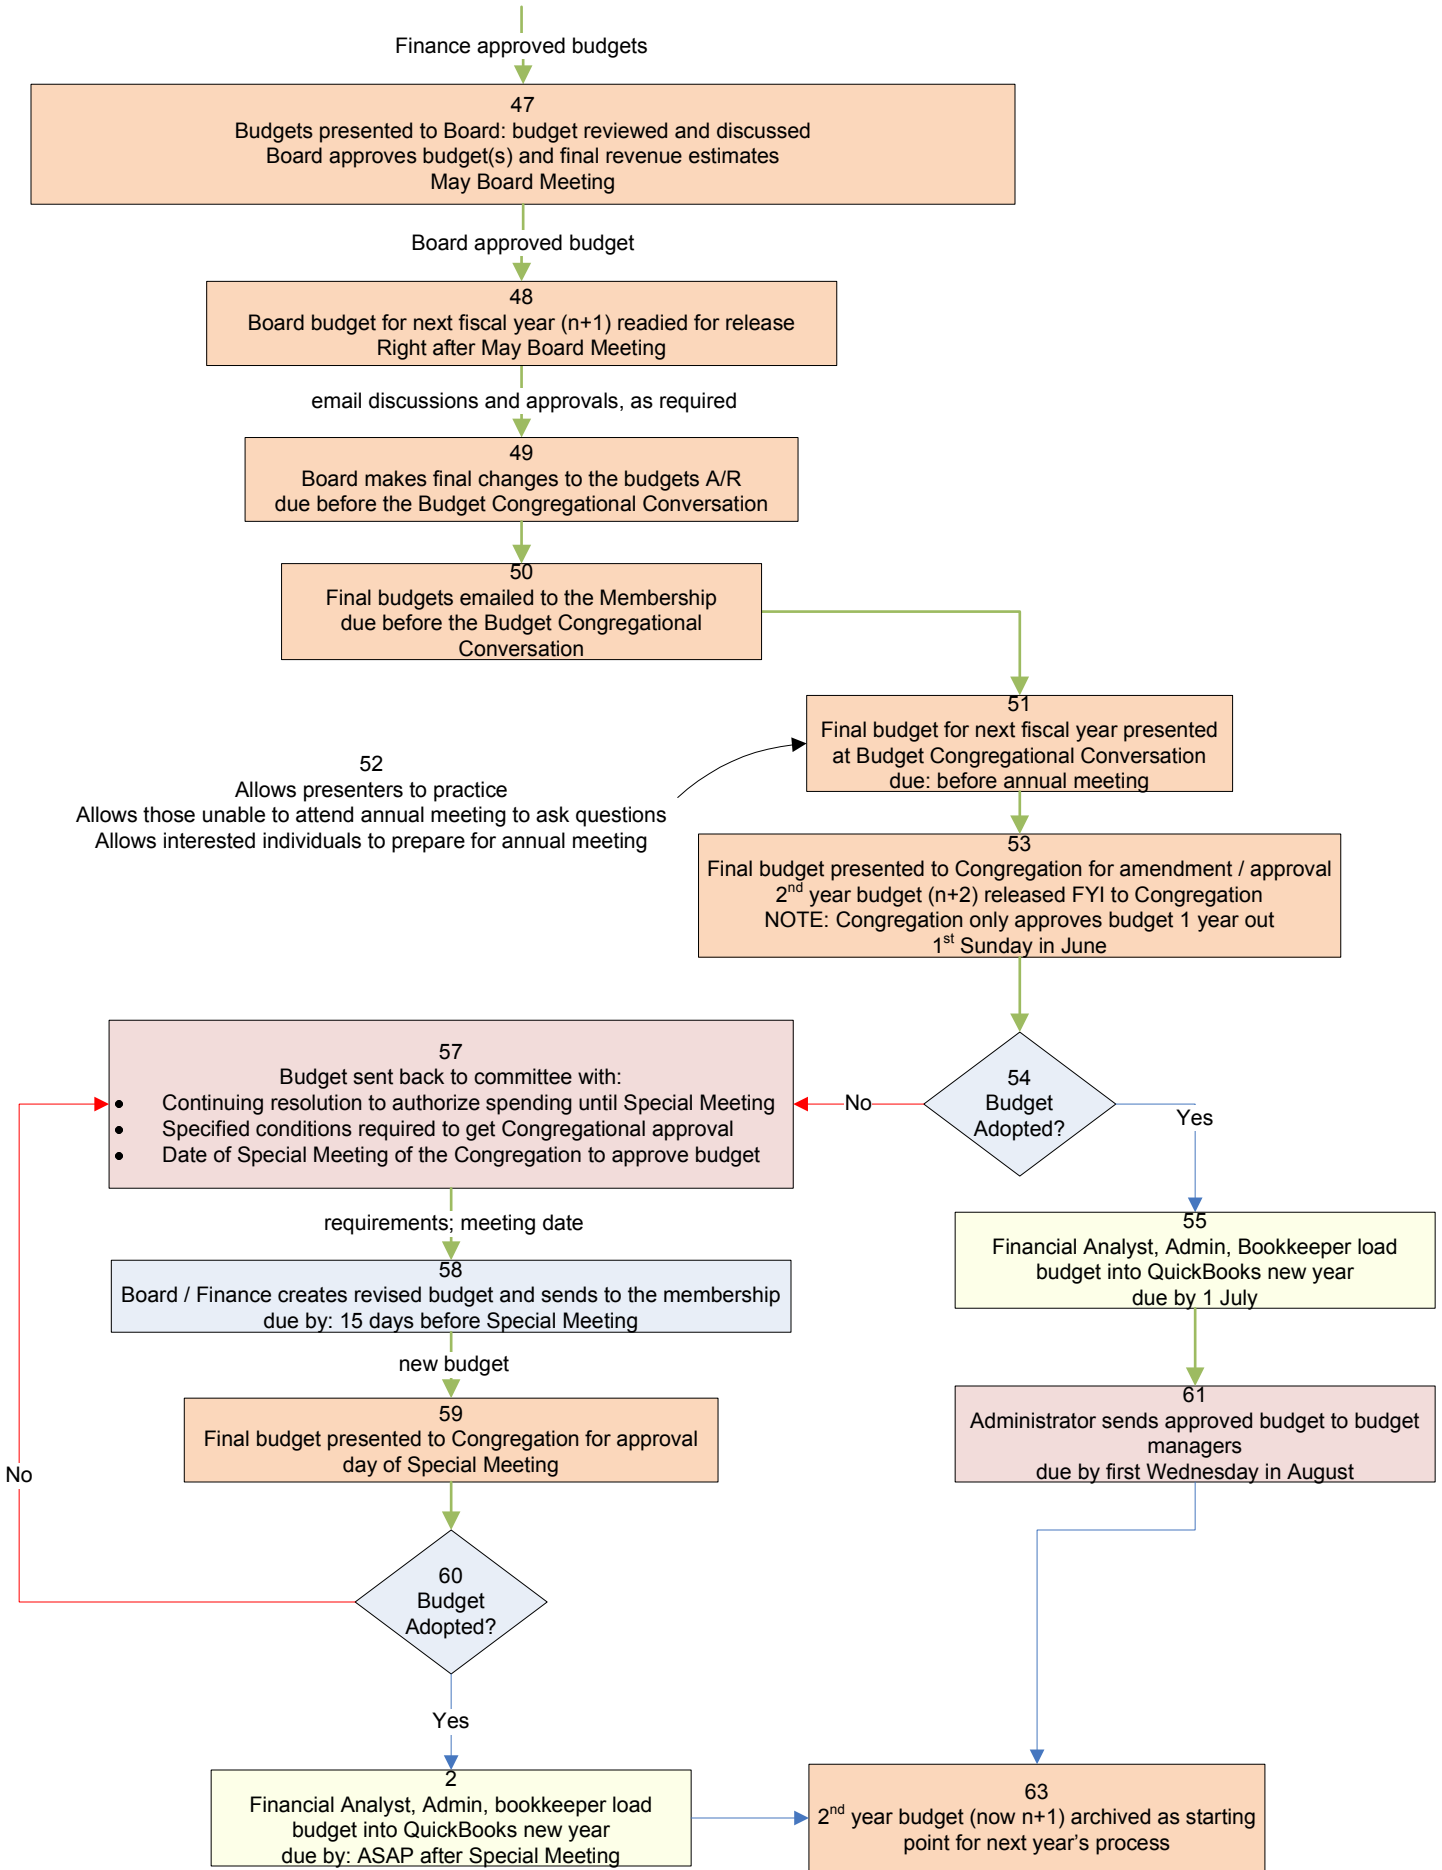 Finance approved budgets
47
Budgets presented to Board: budget reviewed and discussed
Board approves budget(s) and final revenue estimates
May Board Meeting
Board approved budget
48
Board budget for next fiscal year (n+1) readied for release
Right after May Board Meeting
email discussions and approvals, as required
49
Board makes final changes to the budgets A/R
due before the Budget Congregational Conversation
50
Final budgets emailed to the Membership
due before the Budget Congregational
Conversation
51
Final budget for next fiscal year presented
at Budget Congregational Conversation
due: before annual meeting
52
Allows presenters to practice
Allows those unable to attend annual meeting to ask questions
Allows interested individuals to prepare for annual meeting
53
Final budget presented to Congregation for amendment / approval
2nd year budget (n+2) released FYI to Congregation
NOTE: Congregation only approves budget 1 year out
1st Sunday in June
54
Budget
Adopted?
No
Yes
57
Budget sent back to committee with:
• Continuing resolution to authorize spending until Special Meeting
• Specified conditions required to get Congregational approval
• Date of Special Meeting of the Congregation to approve budget
requirements; meeting date
55
Financial Analyst, Admin, Bookkeeper load
budget into QuickBooks new year
due by 1 July
58
Board / Finance creates revised budget and sends to the membership
due by: 15 days before Special Meeting
new budget
61
Administrator sends approved budget to budget
managers
due by first Wednesday in August
59
Final budget presented to Congregation for approval
day of Special Meeting
No
60
Budget
Adopted?
Yes
2
Financial Analyst, Admin, bookkeeper load
budget into QuickBooks new year
due by: ASAP after Special Meeting
63
2nd year budget (now n+1) archived as starting
point for next year's process